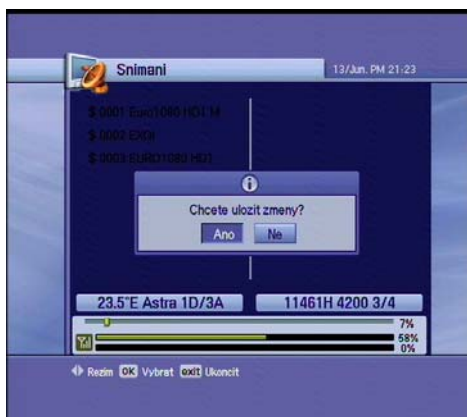 Snimani
13/Jun. PM 21:23
$ 0001 Euro1080 HD1 M
$ 0002 EXDI
$ 0003 EURO1080 HD1
Chcete ulozit zmeny?
Ano Ne
23.5°E Astra 1D/3A 11461H 4200 3/4
7%
58%
0%
Rezim OK Vybrat exit Ukoncit